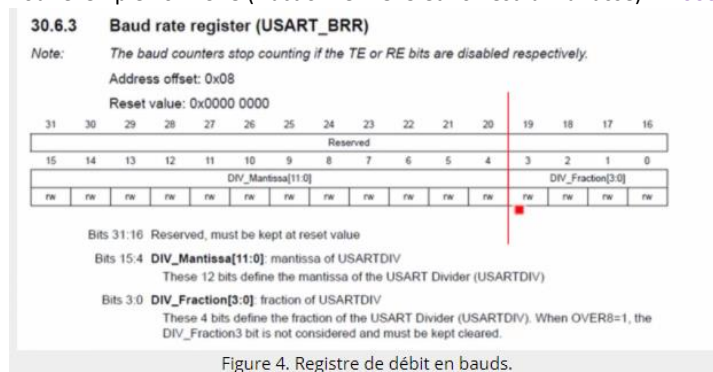 30.6.3 Baud rate register (USART_BRR)
Note: The baud counters stop counting if the TE or RE bits are disabled respectively.
Address offset: 0x08
Reset value: 0x0000 0000
31 30 29 28 27 26 25 24 23 22 21 20 19 18 17 16
Reserved
15 14 13 12 11 10 9 8 7 6 5 4 3 2 1 0
DIV_Mantissa[11:0] DIV_Fraction[3:0]
rw rw rw rw rw rw rw rw rw rw rw rw rw rw rw rw
Bits 31:16 Reserved, must be kept at reset value
Bits 15:4 DIV_Mantissa[11:0]: mantissa of USARTDIV
These 12 bits define the mantissa of the USART Divider (USARTDIV)
Bits 3:0 DIV_Fraction[3:0]: fraction of USARTDIV
These 4 bits define the fraction of the USART Divider (USARTDIV). When OVER8=1, the
DIV_Fraction3 bit is not considered and must be kept cleared.
Figure 4. Registre de débit en bauds.